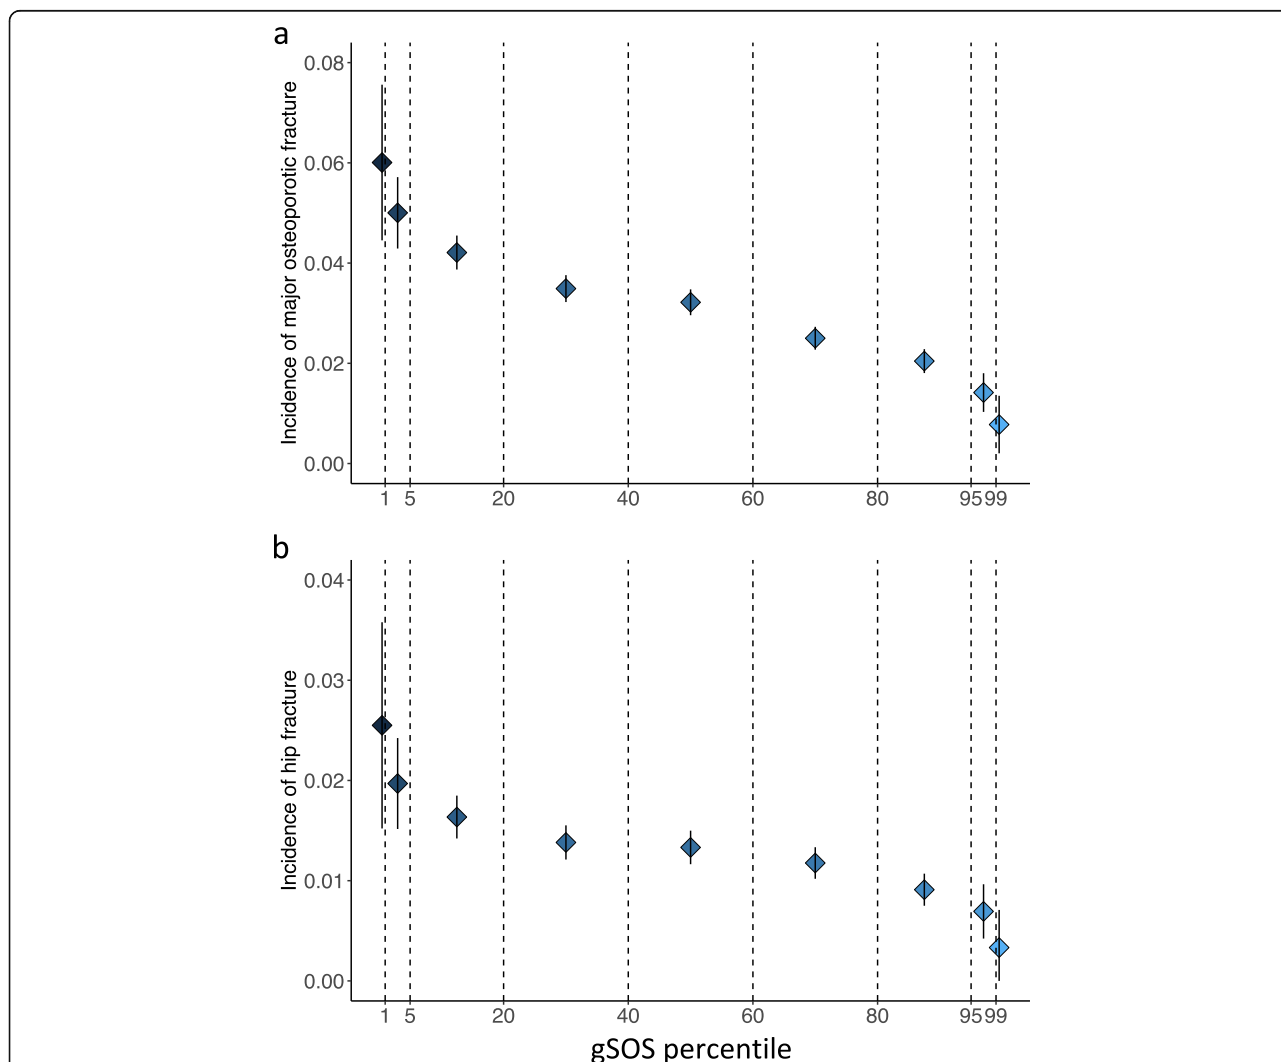 a
Incidence of major osteoporotic fracture
0.08
0.06
0.04
0.02
0.00
1 5 20 40 60 80 95 99
b
Incidence of hip fracture
0.04
0.03
0.02
0.01
0.00
1 5 20 40 60 80 95 99
gSOS percentile